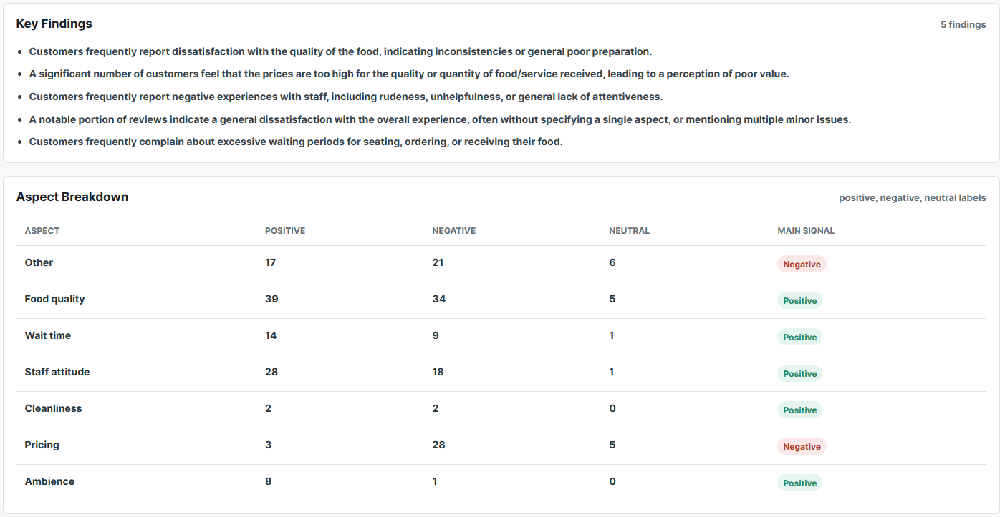 Key Findings
5 findings
• Customers frequently report dissatisfaction with the quality of the food, indicating inconsistencies or general poor preparation.
• A significant number of customers feel that the prices are too high for the quality or quantity of food/service received, leading to a perception of poor value.
• Customers frequently report negative experiences with staff, including rudeness, unhelpfulness, or general lack of attentiveness.
• A notable portion of reviews indicate a general dissatisfaction with the overall experience, often without specifying a single aspect, or mentioning multiple minor issues.
• Customers frequently complain about excessive waiting periods for seating, ordering, or receiving their food.
Aspect Breakdown
positive, negative, neutral labels
ASPECT POSITIVE NEGATIVE NEUTRAL MAIN SIGNAL
Other 17 21 6 Negative
Food quality 39 34 5 Positive
Wait time 14 9 1 Positive
Staff attitude 28 18 1 Positive
Cleanliness 2 2 0 Positive
Pricing 3 28 5 Negative
Ambience 8 1 0 Positive